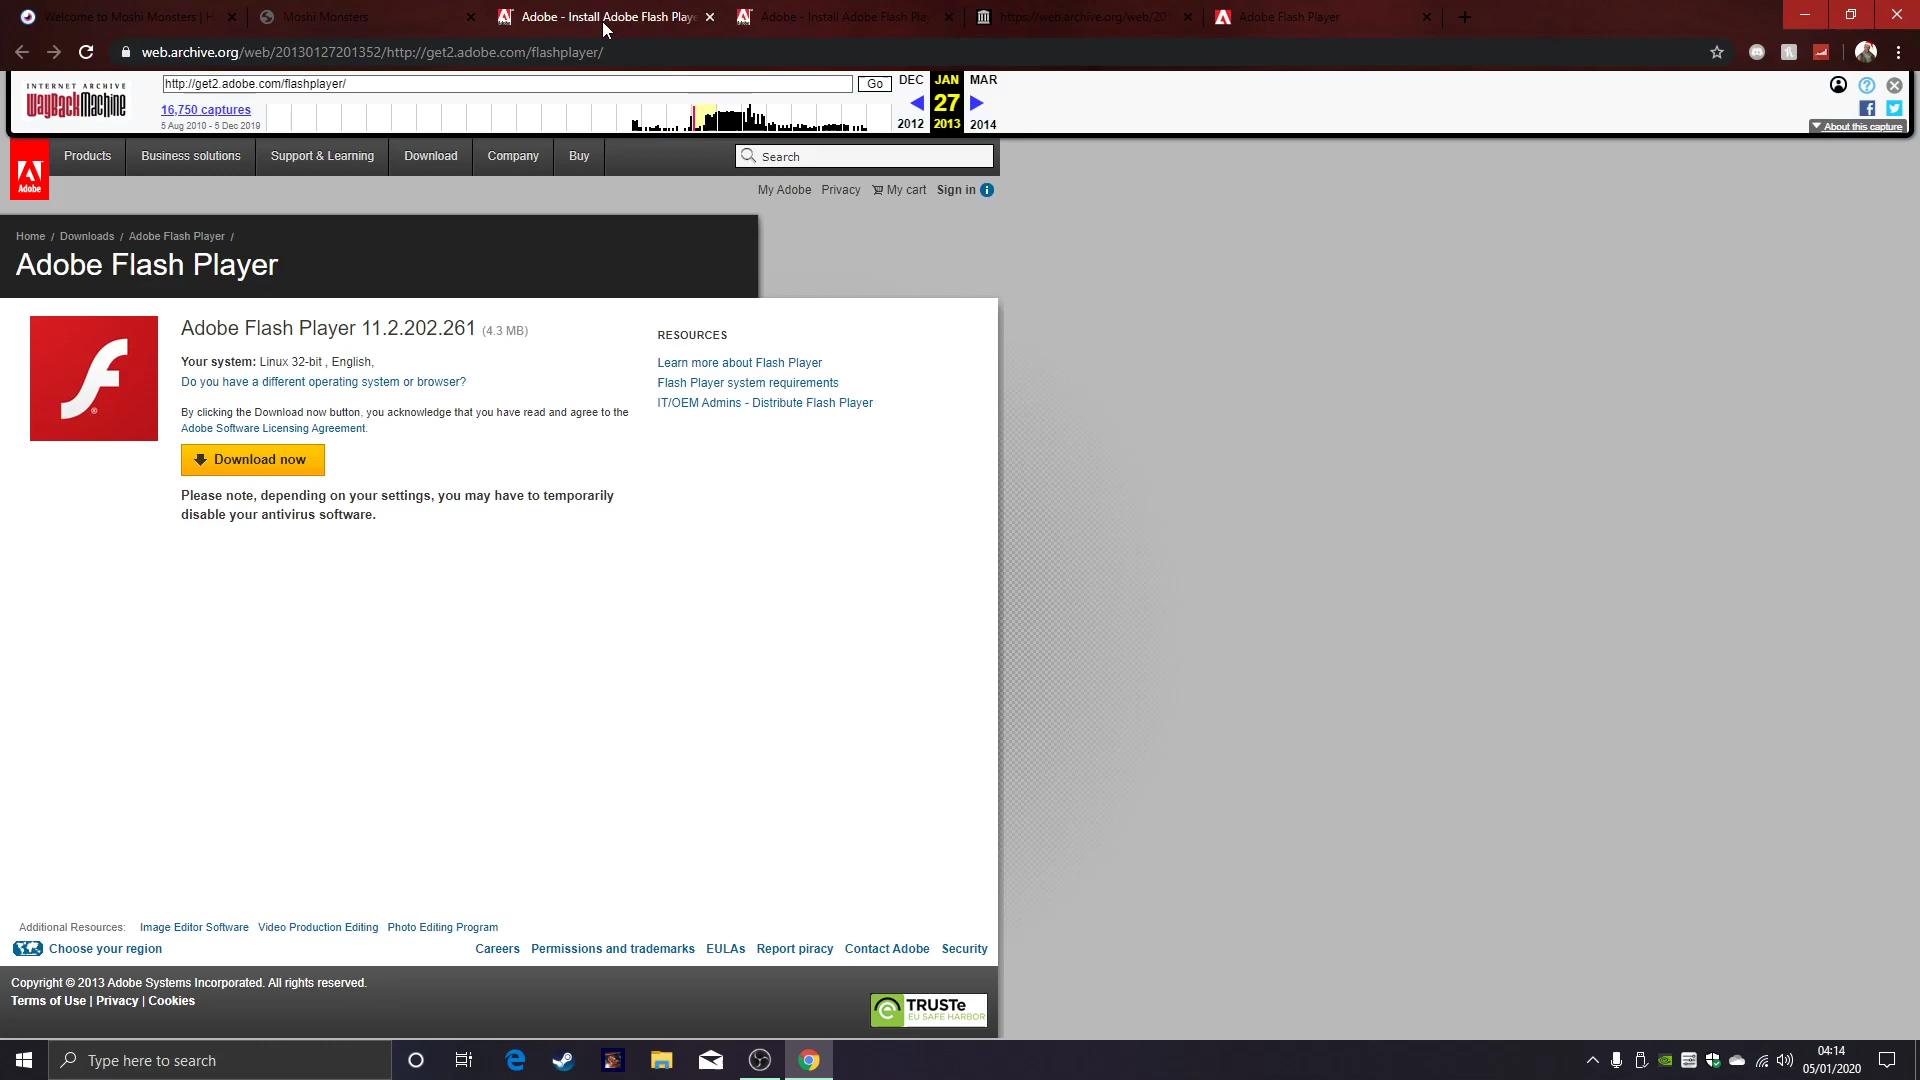 Welcome to Moshi Monsters | H
Moshi Monsters
Adobe - Install Adobe Flash Playe
Adobe - Install Adobe Flash Pla
https://web.archive.org/web/201
Adobe Flash Player
web.archive.org/web/20130127201352/http://get2.adobe.com/flashplayer/
INTERNET ARCHIVE
WayBackMachine
http://get2.adobe.com/flashplayer/
Go
DEC JAN MAR
16,750 captures
27
5 Aug 2010 - 5 Dec 2019
2012 2013 2014
About this capture
Adobe
Products
Business solutions
Support & Learning
Download
Company
Buy
Search
My Adobe Privacy My cart Sign in
Home / Downloads / Adobe Flash Player /
Adobe Flash Player
Adobe Flash Player 11.2.202.261 (4.3 MB)
Your system: Linux 32-bit , English,
Do you have a different operating system or browser?
By clicking the Download now button, you acknowledge that you have read and agree to the
Adobe Software Licensing Agreement.
Download now
Please note, depending on your settings, you may have to temporarily
disable your antivirus software.
RESOURCES
Learn more about Flash Player
Flash Player system requirements
IT/OEM Admins - Distribute Flash Player
Additional Resources: Image Editor Software Video Production Editing Photo Editing Program
Choose your region
Careers Permissions and trademarks EULAs Report piracy Contact Adobe Security
Copyright © 2013 Adobe Systems Incorporated. All rights reserved.
Terms of Use | Privacy | Cookies
TRUSTe
EU SAFE HARBOR
Type here to search
04:14
05/01/2020